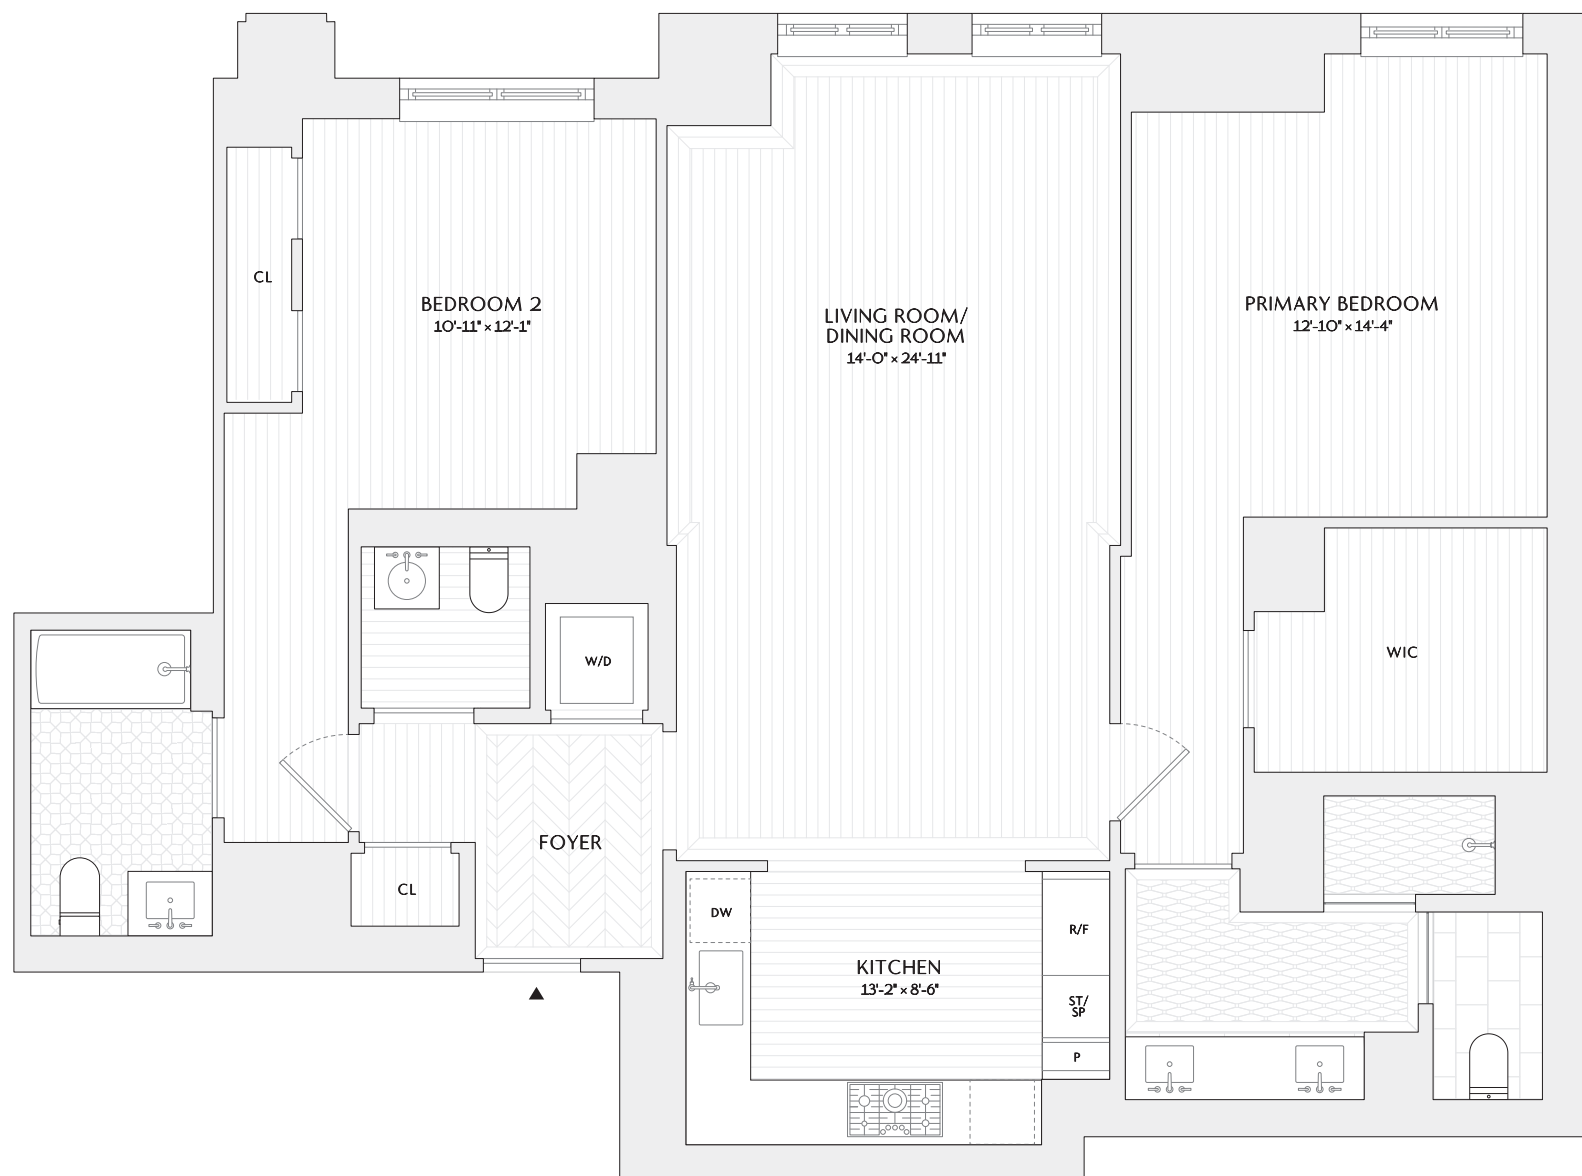 CL
BEDROOM 2
10'-11" × 12'-1"
LIVING ROOM/
DINING ROOM
14'-0" × 24'-11"
PRIMARY BEDROOM
12'-10" × 14'-4"
W/D
WIC
FOYER
CL
DW
KITCHEN
13'-2" × 8'-6"
R/F
ST/
SP
P